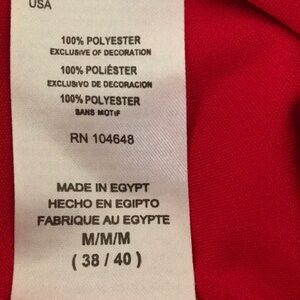 USA
100% POLYESTER
EXCLUSIVE OF DECORATION
100% POLIÉSTER
EXCLUSIVO DE DECORACION
100% POLYESTER
SANS MOTIF
RN 104648
MADE IN EGYPT
HECHO EN EGIPTO
FABRIQUE AU EGYPTE
M/M/M
( 38 / 40 )